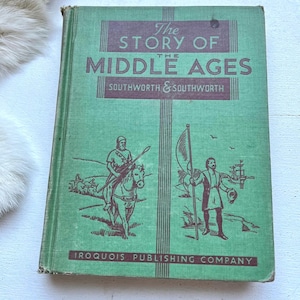 The
STORY OF
THE
MIDDLE AGES
SOUTHWORTH & SOUTHWORTH
IROQUOIS PUBLISHING COMPANY